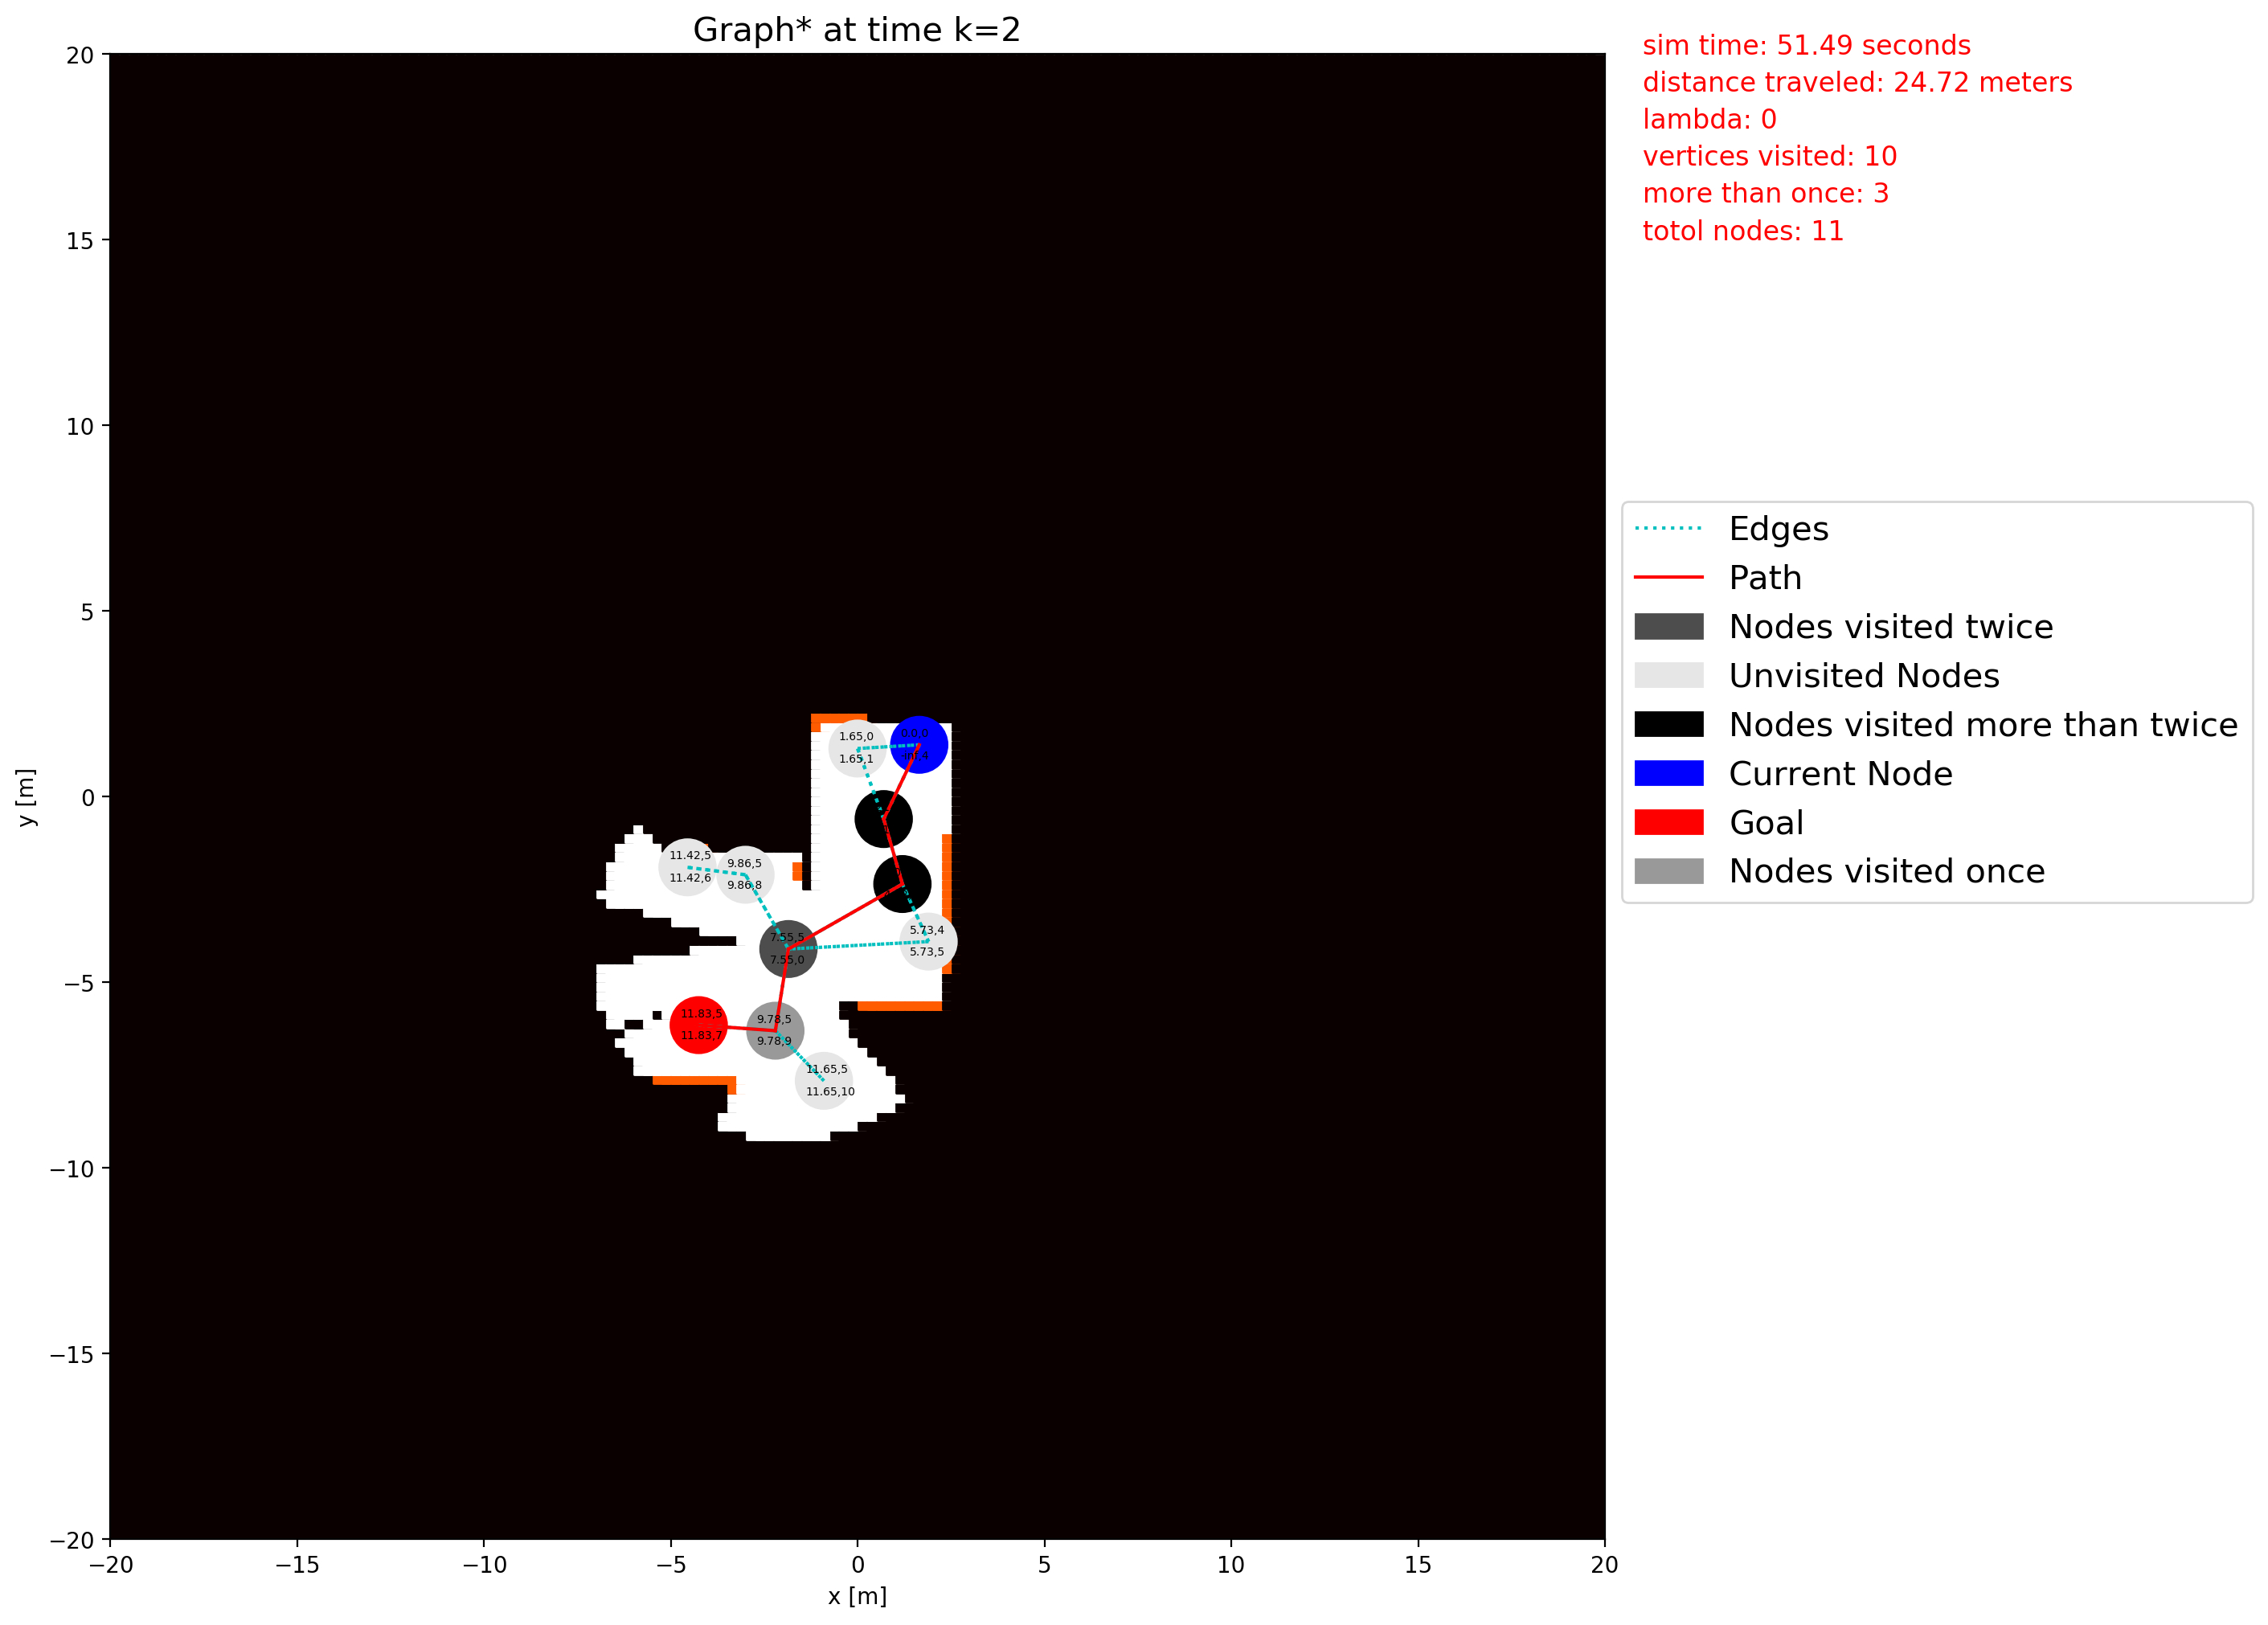 Graph* at time k=2
sim time: 51.49 seconds
distance traveled: 24.72 meters
lambda: 0
vertices visited: 10
more than once: 3
totol nodes: 11
20
15
10
5
0
−5
−10
−15
−20
y [m]
−20 −15 −10 −5 0 5 10 15 20
x [m]
1.65,0
1.65,1
0.0,0
11.42,5
11.42,6
9.86,5
9.86,8
7.55,5
7.55,0
5.73,4
5.73,5
11.83,5
11.83,7
9.78,5
9.78,9
11.65,5
11.65,10
Edges
Path
Nodes visited twice
Unvisited Nodes
Nodes visited more than twice
Current Node
Goal
Nodes visited once